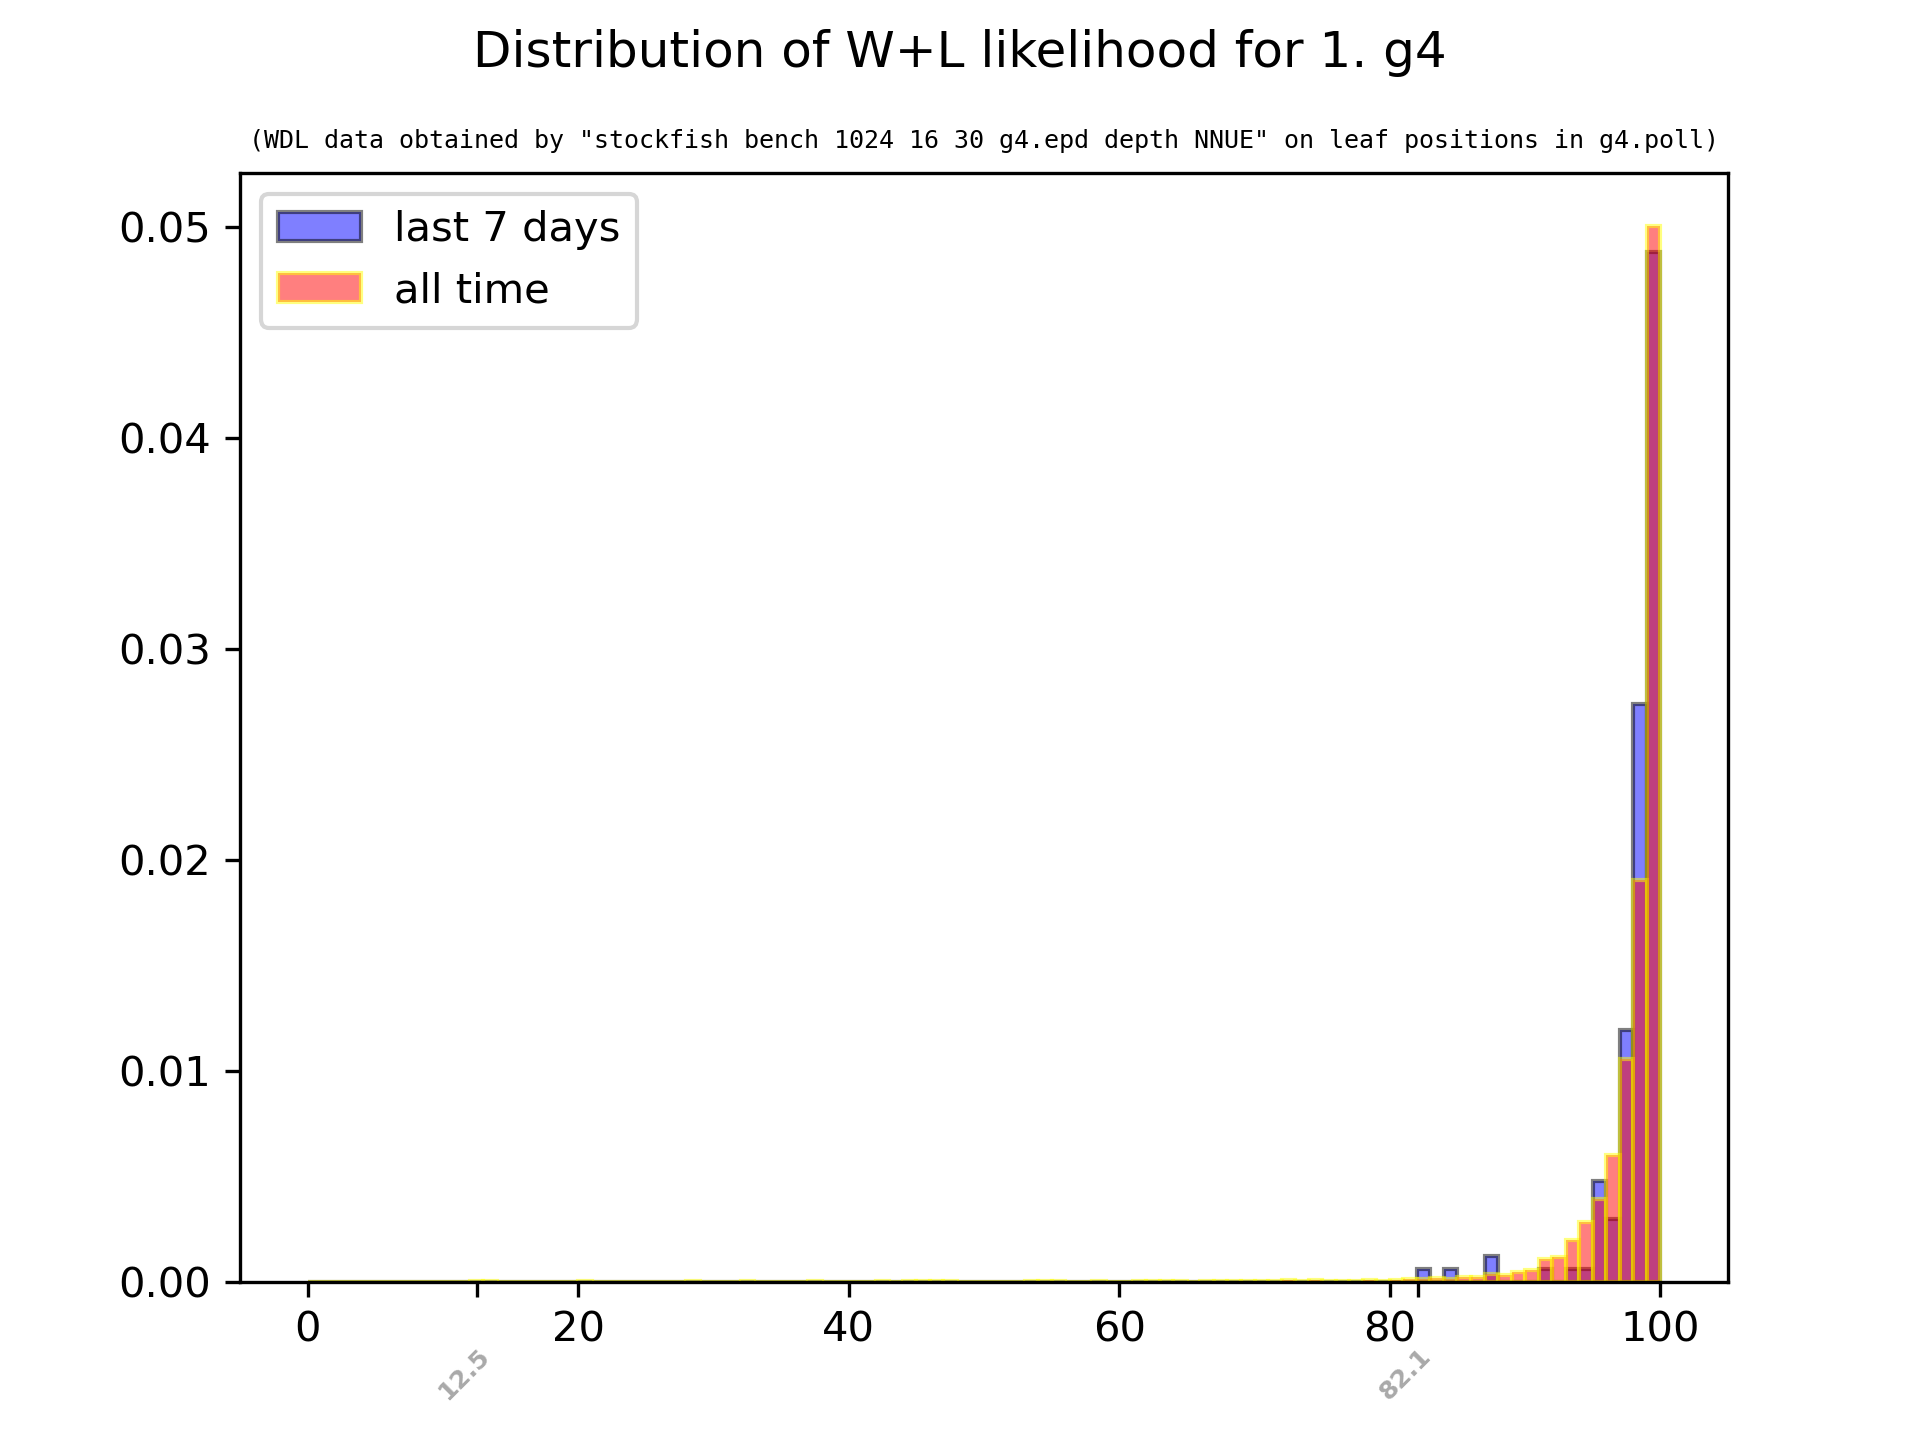 Distribution of W+L likelihood for 1. g4
(WDL data obtained by "stockfish bench 1024 16 30 g4.epd depth NNUE" on leaf positions in g4.poll)
last 7 days
all time
0.05
0.04
0.03
0.02
0.01
0.00
0 20 40 60 80 100
12.5 82.1